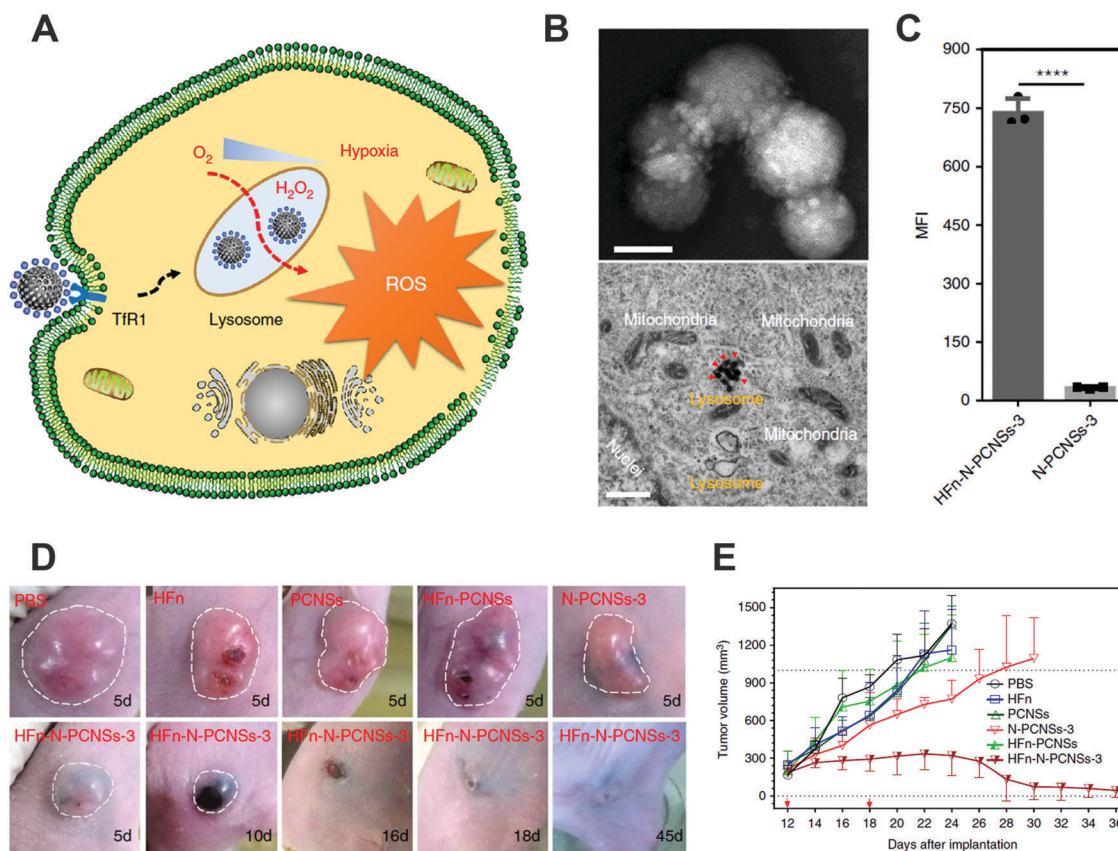 A
O2
Hypoxia
H2O2
ROS
TfR1
Lysosome
B
Mitochondria
Mitochondria
Lysosome
Mitochondria
Nuclei
Lysosome
C
900
****
750
600
MFI
450
300
150
0
HFn-N-PCNSs-3
N-PCNSs-3
D
PBS
HFn
PCNSs
HFn-PCNSs
N-PCNSs-3
5d
5d
5d
5d
5d
HFn-N-PCNSs-3
HFn-N-PCNSs-3
HFn-N-PCNSs-3
HFn-N-PCNSs-3
HFn-N-PCNSs-3
5d
10d
16d
18d
45d
E
Tumor volume (mm³)
1500
1200
900
600
300
0
PBS
HFn
PCNSs
N-PCNSs-3
HFn-PCNSs
HFn-N-PCNSs-3
12 14 16 18 20 22 24 26 28 30 32 34 36
Days after implantation